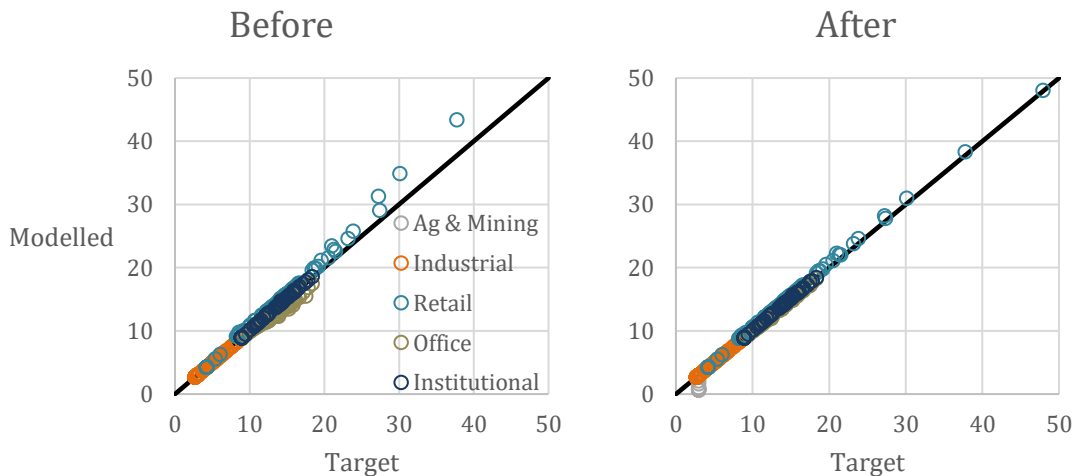 Before
After
50
40
30
20
10
0
Modelled
Ag & Mining
Industrial
Retail
Office
Institutional
0 10 20 30 40 50
Target
50
40
30
20
10
0
0 10 20 30 40 50
Target